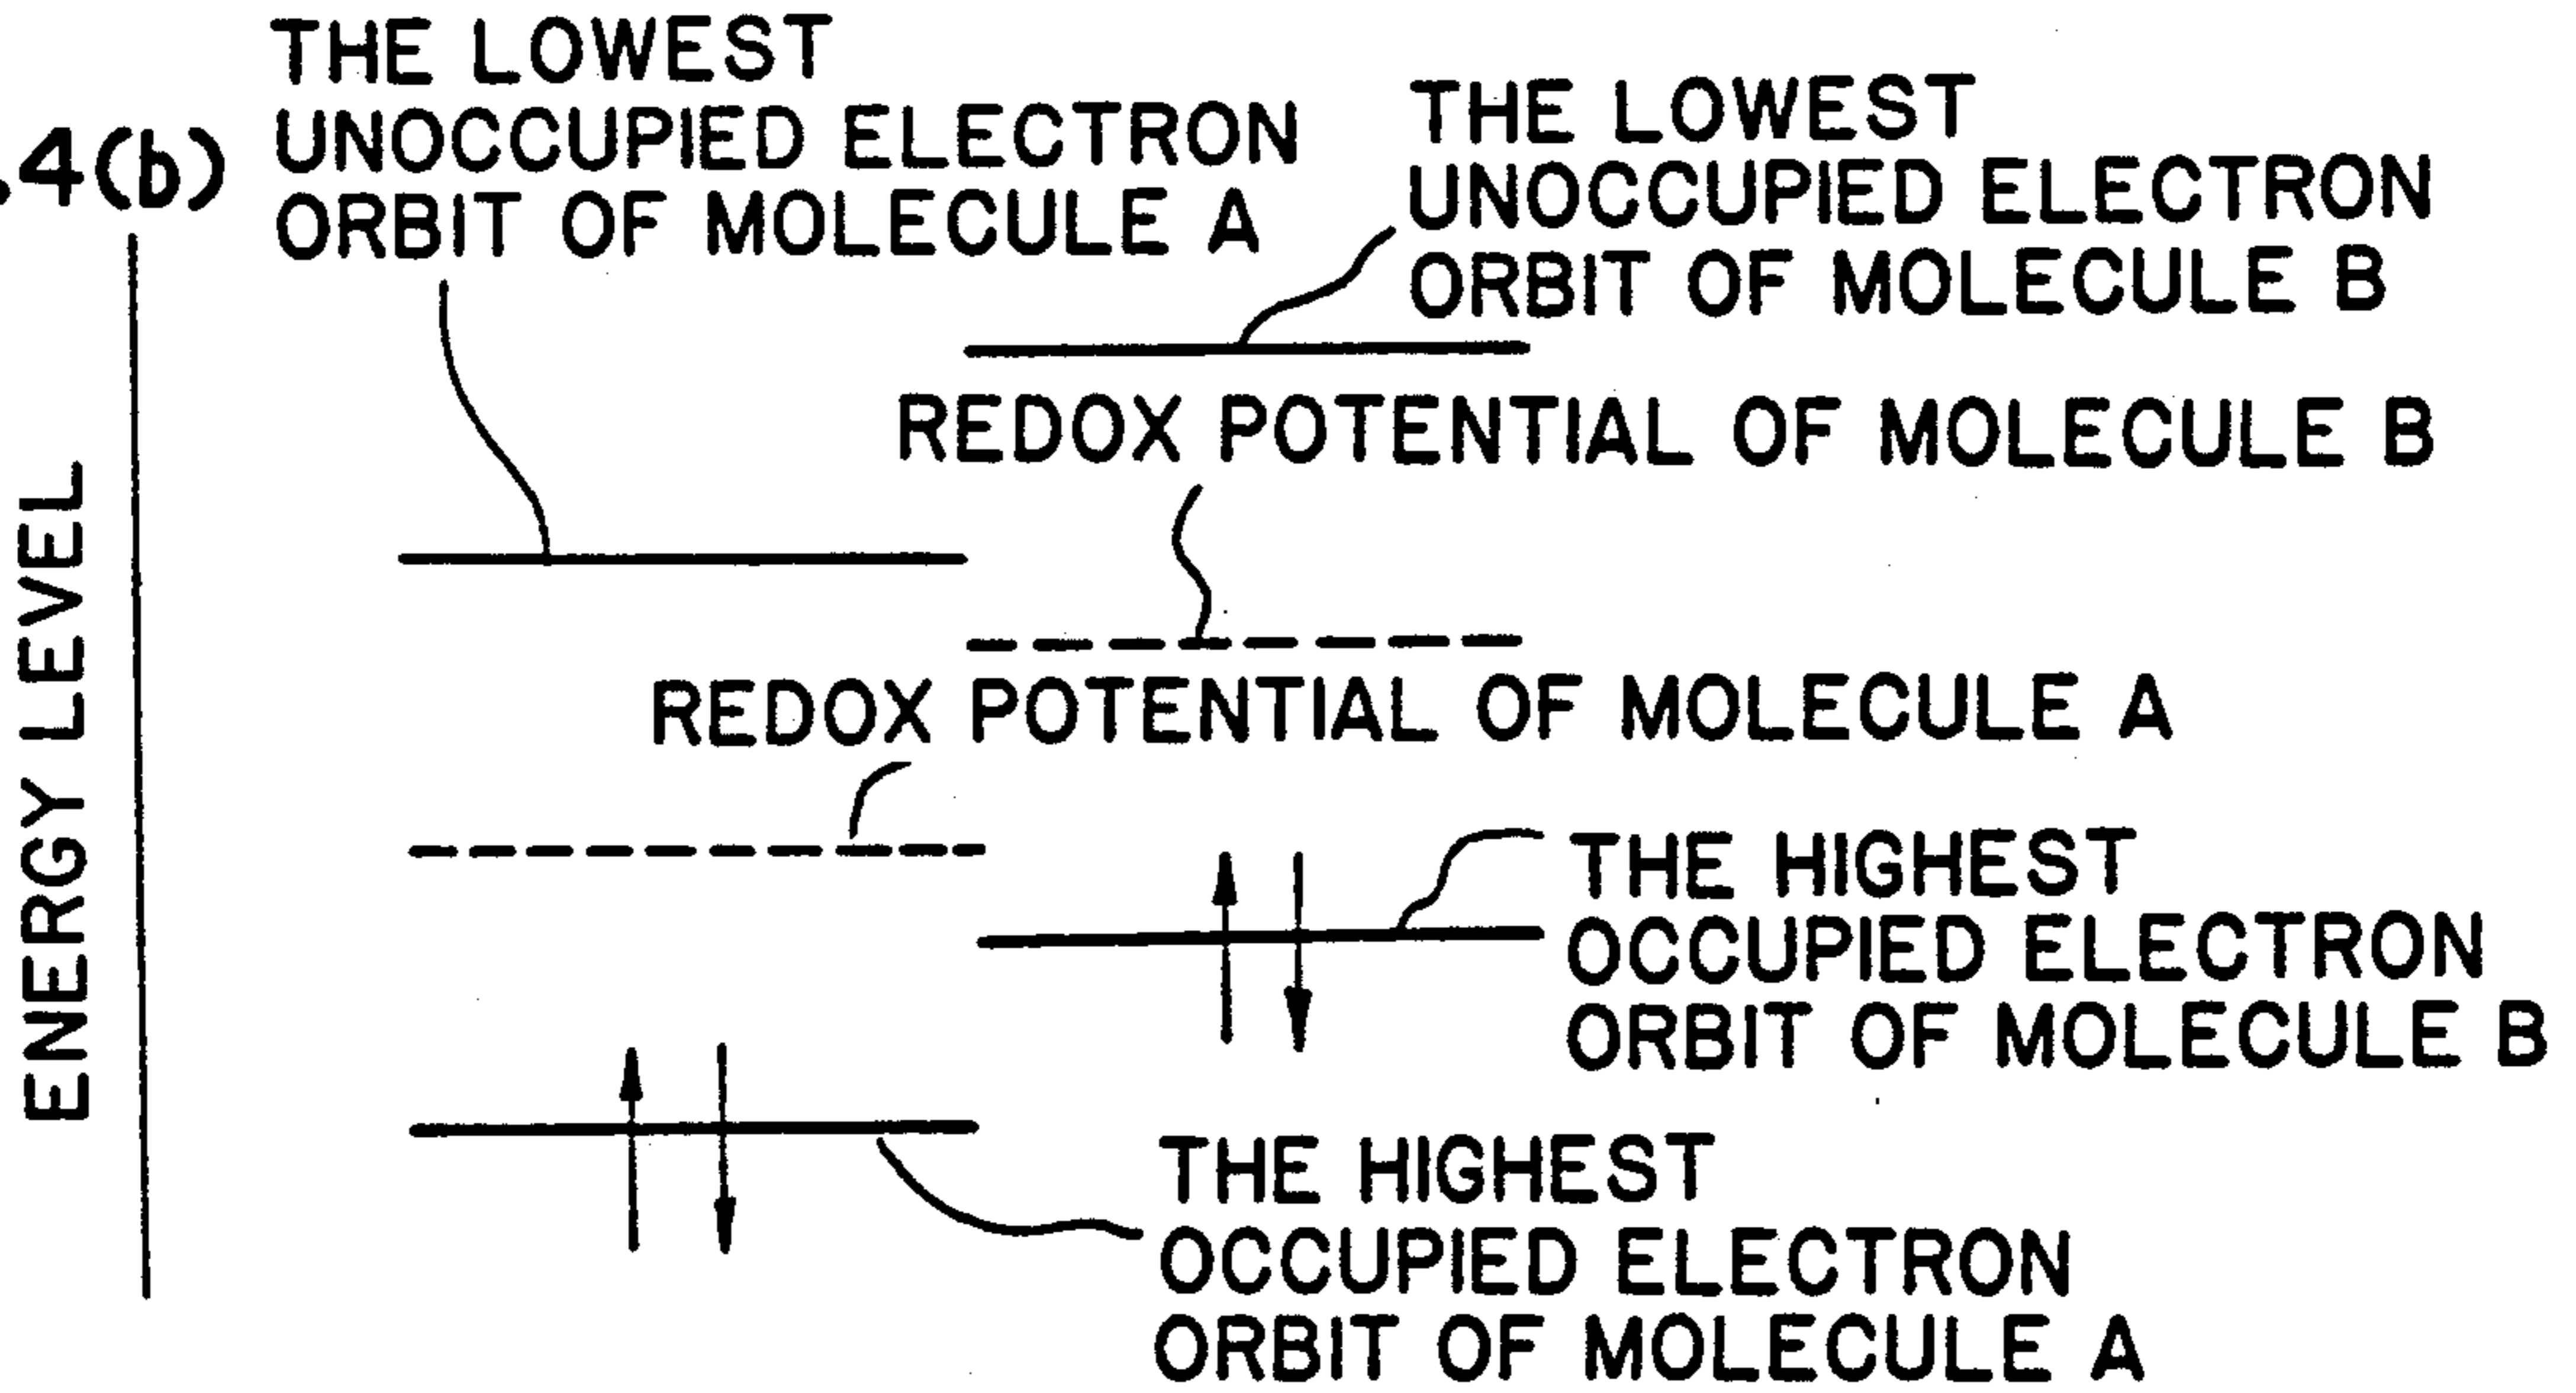 .4(b)
THE LOWEST
UNOCCUPIED ELECTRON
ORBIT OF MOLECULE A
THE LOWEST
UNOCCUPIED ELECTRON
ORBIT OF MOLECULE B
REDOX POTENTIAL OF MOLECULE B
REDOX POTENTIAL OF MOLECULE A
ENERGY LEVEL
THE HIGHEST
OCCUPIED ELECTRON
ORBIT OF MOLECULE B
THE HIGHEST
OCCUPIED ELECTRON
ORBIT OF MOLECULE A